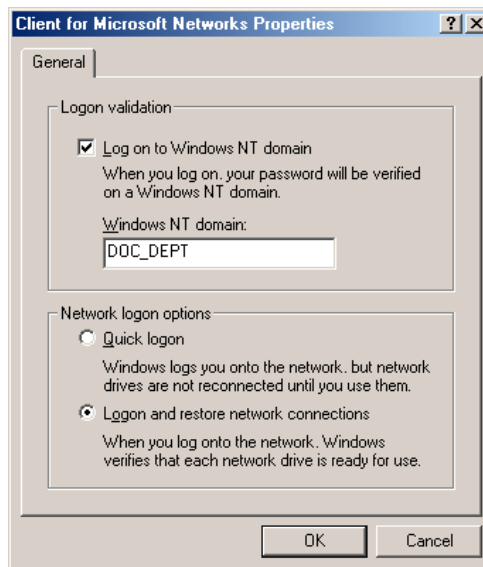 Client for Microsoft Networks Properties
General
Logon validation
Log on to Windows NT domain
When you log on, your password will be verified
on a Windows NT domain.
Windows NT domain:
DOC_DEPT
Network logon options
Quick logon
Windows logs you onto the network, but network
drives are not reconnected until you use them.
Logon and restore network connections
When you log onto the network, Windows
verifies that each network drive is ready for use.
OK Cancel